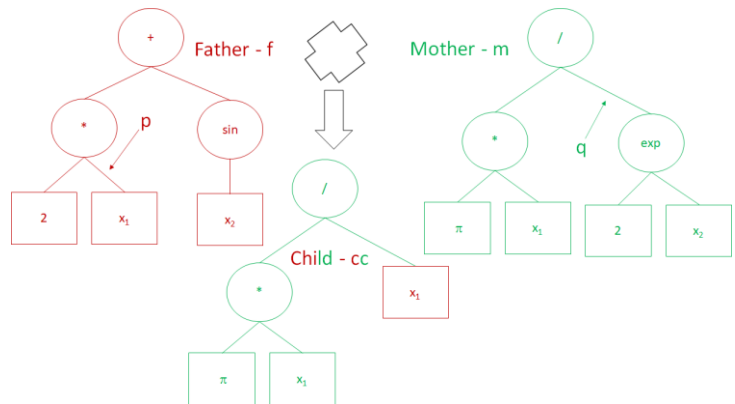 +
Father - f
Mother - m
/
*
p
sin
*
q
exp
/
2
x₁
x₂
π
x₁
2
x₂
Child - cc
*
x₁
π
x₁